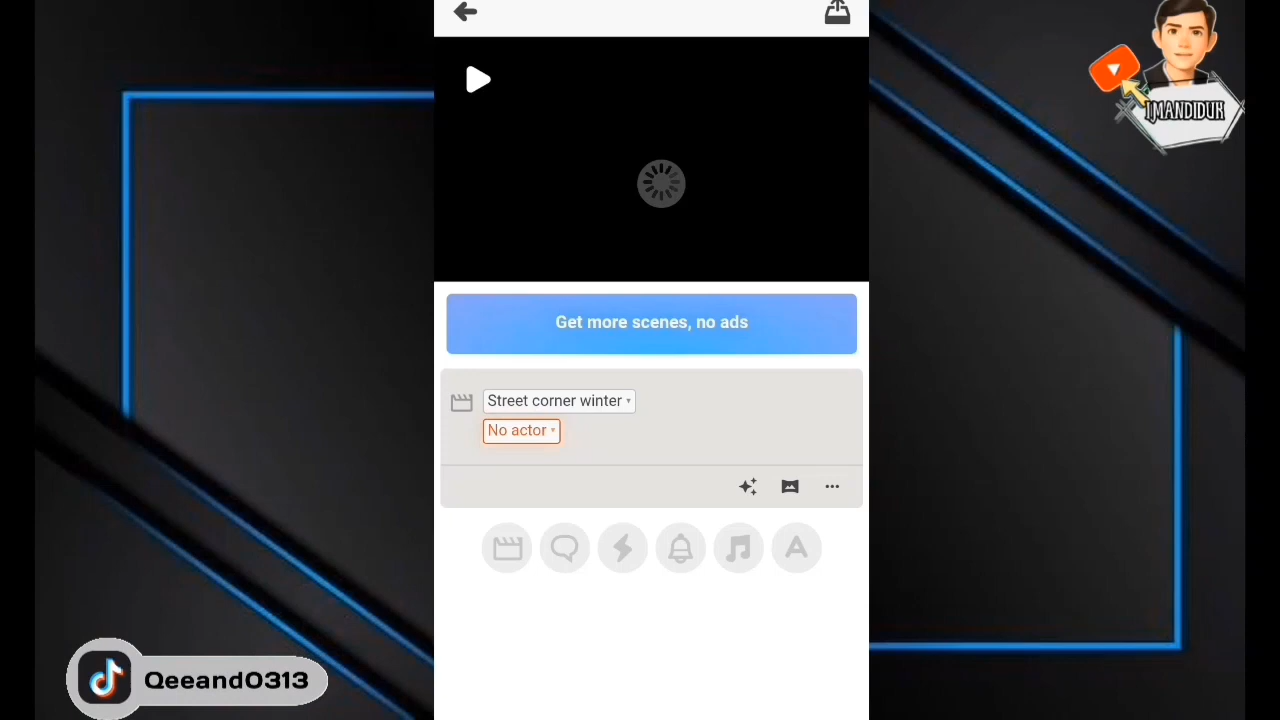 IMANDIDUK
Get more scenes, no ads
Street corner winter
No actor
A
Qeeand0313